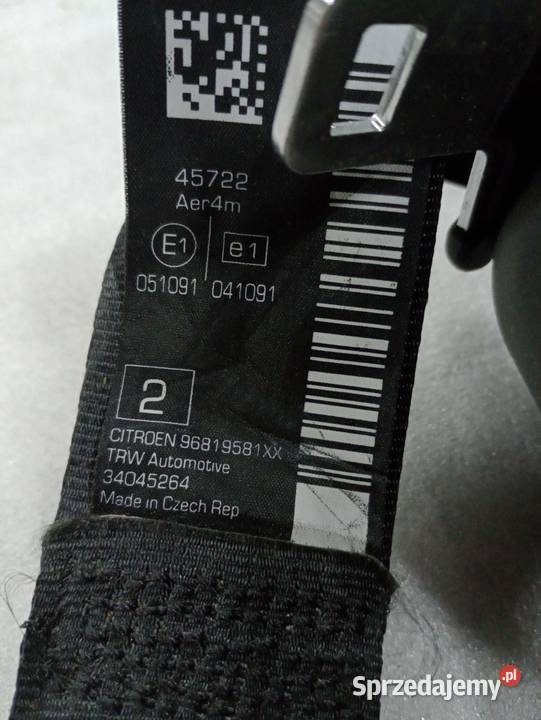 45722
Aer4m
E1 e1
051091 041091
2
CITROEN 96819581XX
TRW Automotive
34045264
Made in Czech Rep
Sprzedajemy.pl